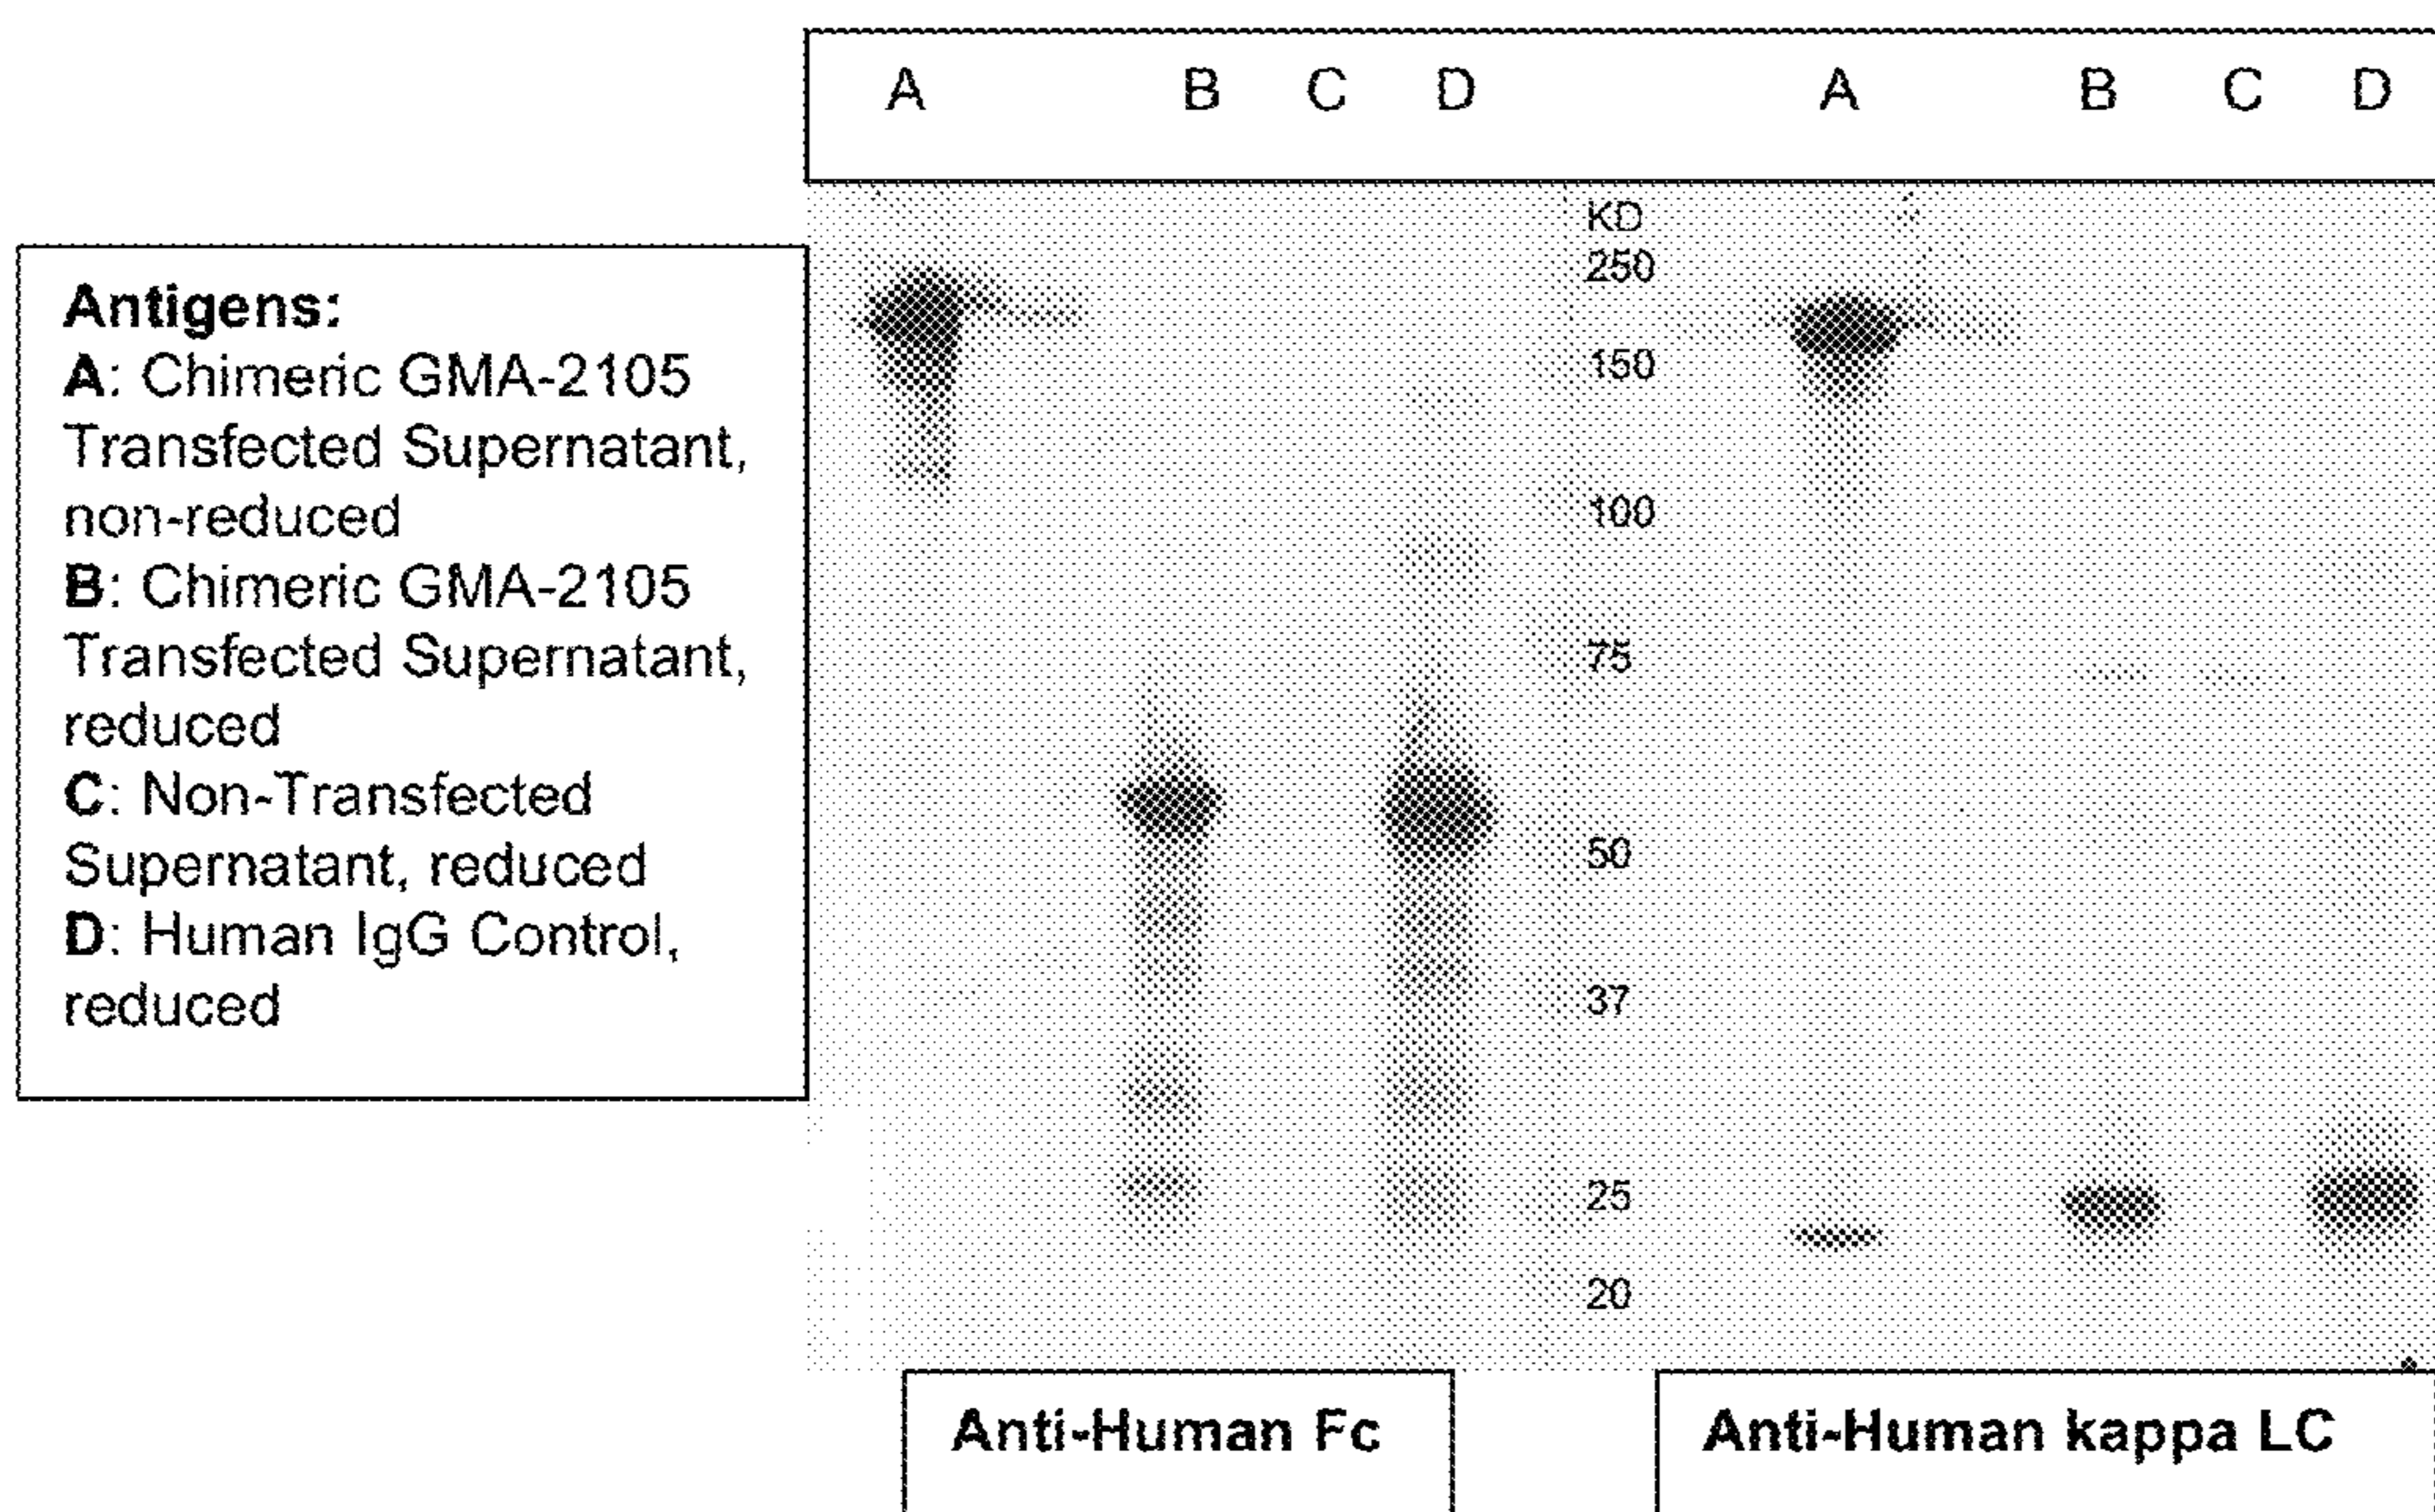 A B C D A B C D
Antigens:
A: Chimeric GMA-2105
Transfected Supernatant,
non-reduced
B: Chimeric GMA-2105
Transfected Supernatant,
reduced
C: Non-Transfected
Supernatant, reduced
D: Human IgG Control,
reduced
KD
250
150
100
75
50
37
25
20
Anti-Human Fc
Anti-Human kappa LC